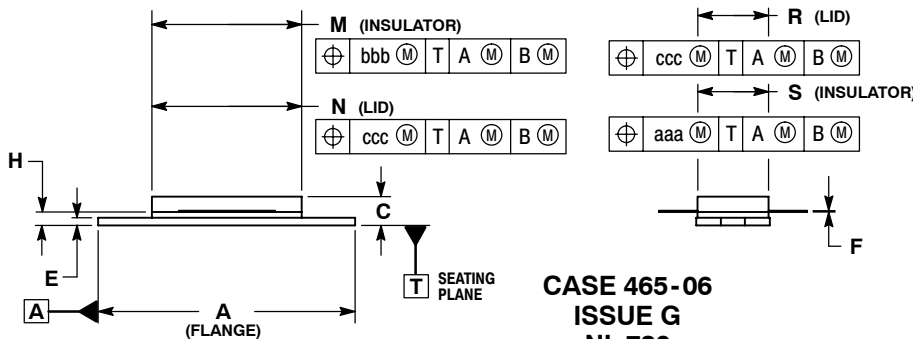 M (INSULATOR)
⌖ bbb Ⓜ T A Ⓜ B Ⓜ
N (LID)
⌖ ccc Ⓜ T A Ⓜ B Ⓜ
R (LID)
⌖ ccc Ⓜ T A Ⓜ B Ⓜ
S (INSULATOR)
⌖ aaa Ⓜ T A Ⓜ B Ⓜ
H
C
E
F
A
A
(FLANGE)
T SEATING
PLANE
CASE 465-06
ISSUE G